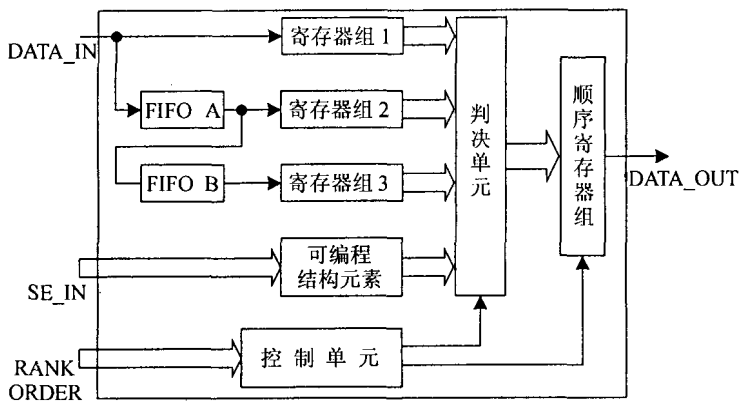 DATA_IN
寄存器组 1
FIFO A
寄存器组 2
FIFO B
寄存器组 3
判决单元
顺序寄存器组
DATA_OUT
SE_IN
可编程
结构元素
RANK
ORDER
控制单元